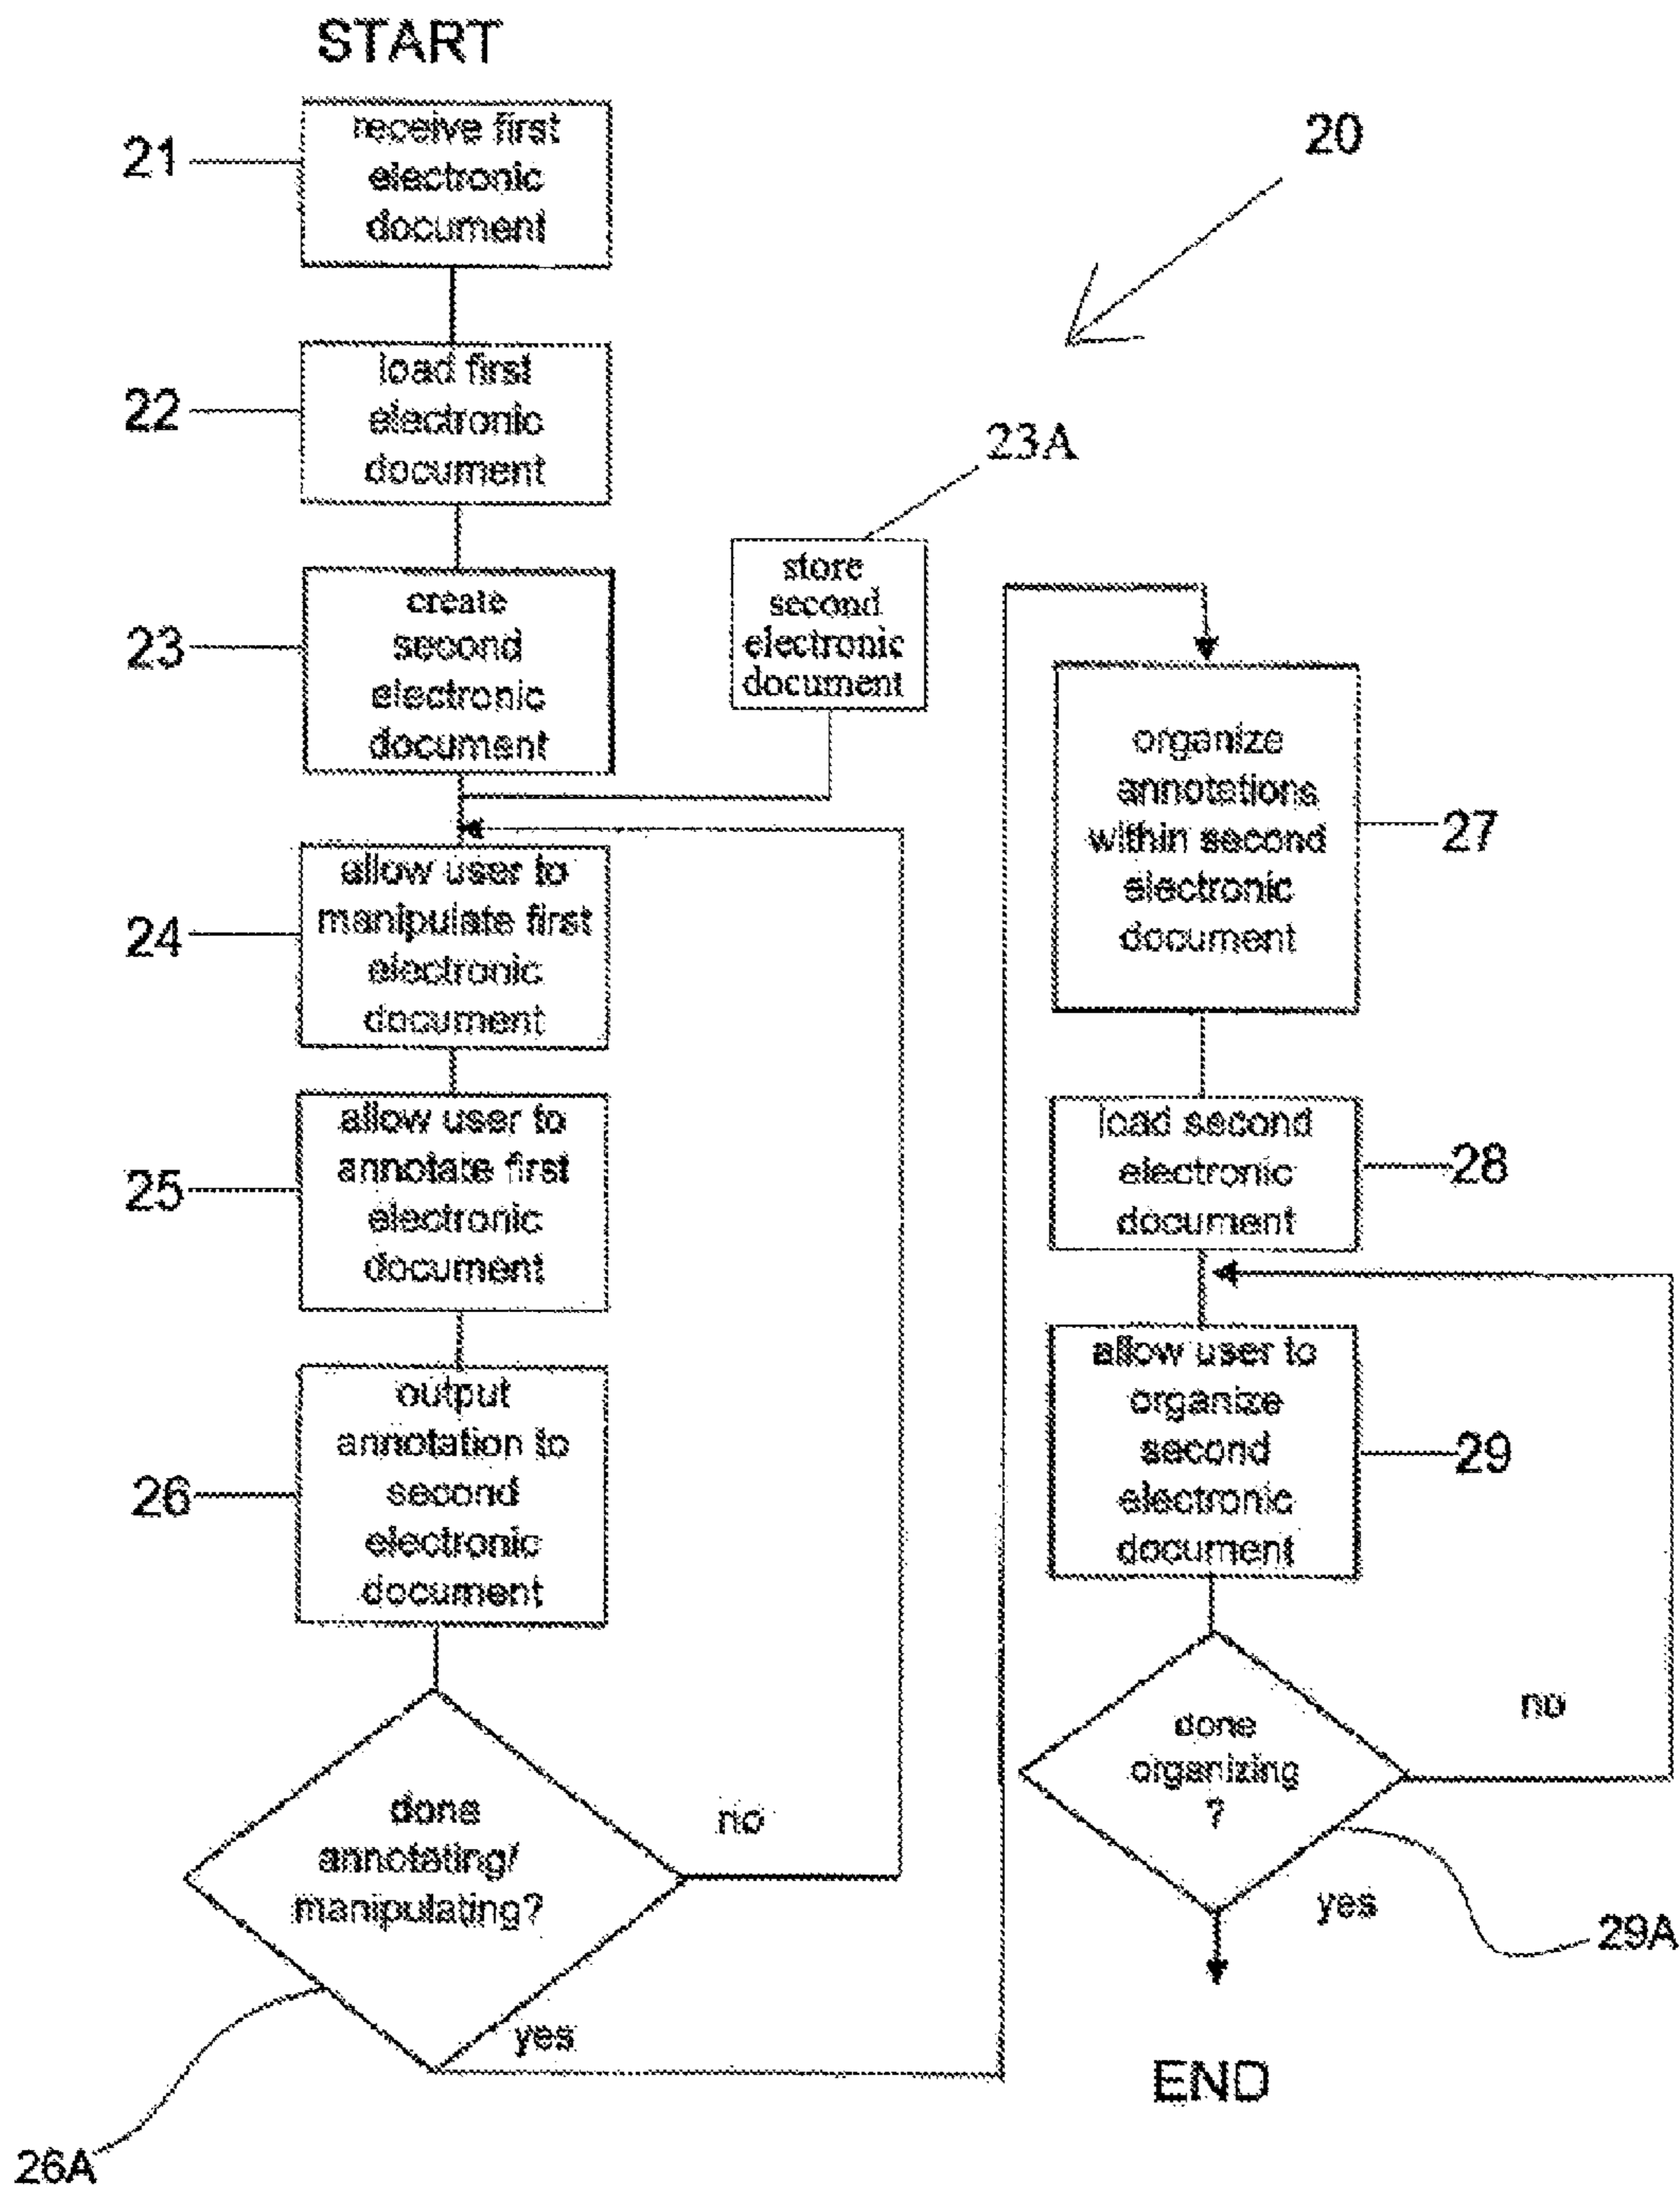 START
21
receive first
electronic
document
20
22
load first
electronic
document
23A
23
create
second
electronic
document
store
second
electronic
document
24
allow user to
manipulate first
electronic
document
25
allow user to
annotate first
electronic
document
26
output
annotation to
second
electronic
document
done
annotating/
manipulating?
no
yes
26A
organize
annotations
within second
electronic
document
27
load second
electronic
document
28
allow user to
organize
second
electronic
document
29
done
organizing
?
no
yes
29A
END